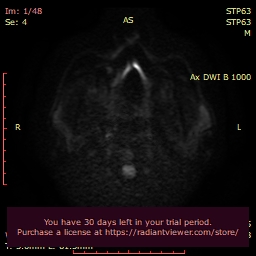 Im: 1/48
Se: 4
AS
STP63
STP63
M
Ax DWI B 1000
R
L
You have 30 days left in your trial period.
Purchase a license at https://radiantviewer.com/store/